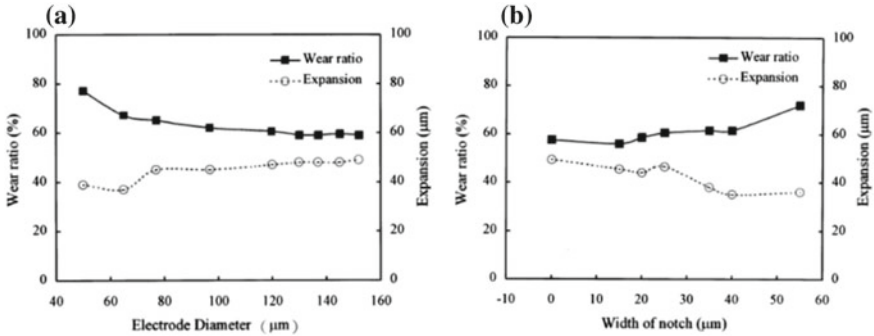 (a)
100
80
60
40
20
0
Wear ratio (%)
Wear ratio
Expansion
100
80
60
40
20
0
Expansion (μm)
40 60 80 100 120 140 160
Electrode Diameter ( μm)
(b)
100
80
60
40
20
0
Wear ratio (%)
Wear ratio
Expansion
100
80
60
40
20
0
Expansion (μm)
-10 0 10 20 30 40 50 60
Width of notch (μm)